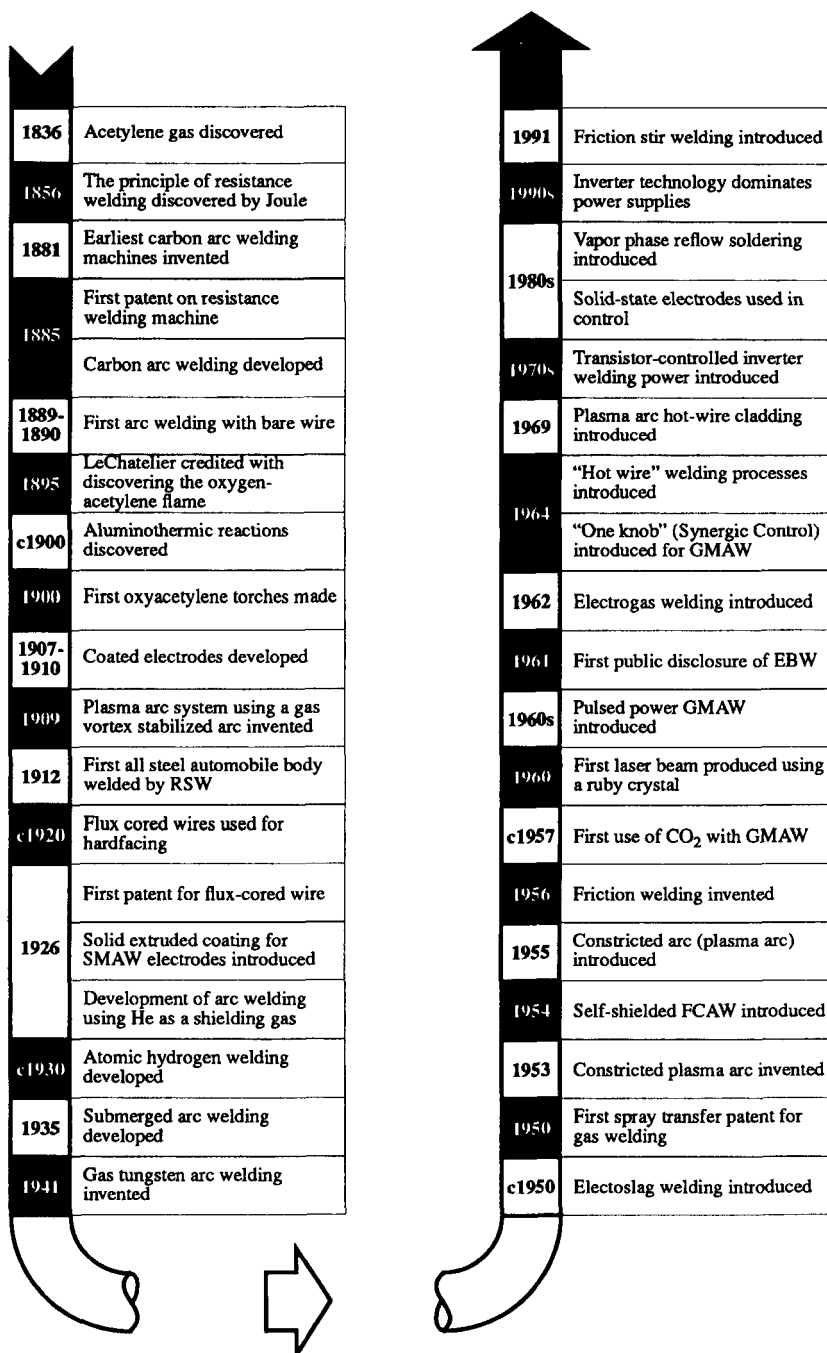 1836
Acetylene gas discovered
1856
The principle of resistance
welding discovered by Joule
1881
Earliest carbon arc welding
machines invented
1885
First patent on resistance
welding machine
Carbon arc welding developed
1889-
1890
First arc welding with bare wire
1895
LeChatelier credited with
discovering the oxygen-
acetylene flame
c1900
Aluminothermic reactions
discovered
1900
First oxyacetylene torches made
1907-
1910
Coated electrodes developed
1909
Plasma arc system using a gas
vortex stabilized arc invented
1912
First all steel automobile body
welded by RSW
c1920
Flux cored wires used for
hardfacing
1926
First patent for flux-cored wire
Solid extruded coating for
SMAW electrodes introduced
Development of arc welding
using He as a shielding gas
c1930
Atomic hydrogen welding
developed
1935
Submerged arc welding
developed
1941
Gas tungsten arc welding
invented
1991
Friction stir welding introduced
1990s
Inverter technology dominates
power supplies
1980s
Vapor phase reflow soldering
introduced
Solid-state electrodes used in
control
1970s
Transistor-controlled inverter
welding power introduced
1969
Plasma arc hot-wire cladding
introduced
1964
“Hot wire” welding processes
introduced
“One knob” (Synergic Control)
introduced for GMAW
1962
Electrogas welding introduced
1961
First public disclosure of EBW
1960s
Pulsed power GMAW
introduced
1960
First laser beam produced using
a ruby crystal
c1957
First use of CO₂ with GMAW
1956
Friction welding invented
1955
Constricted arc (plasma arc)
introduced
1954
Self-shielded FCAW introduced
1953
Constricted plasma arc invented
1950
First spray transfer patent for
gas welding
c1950
Electoslag welding introduced